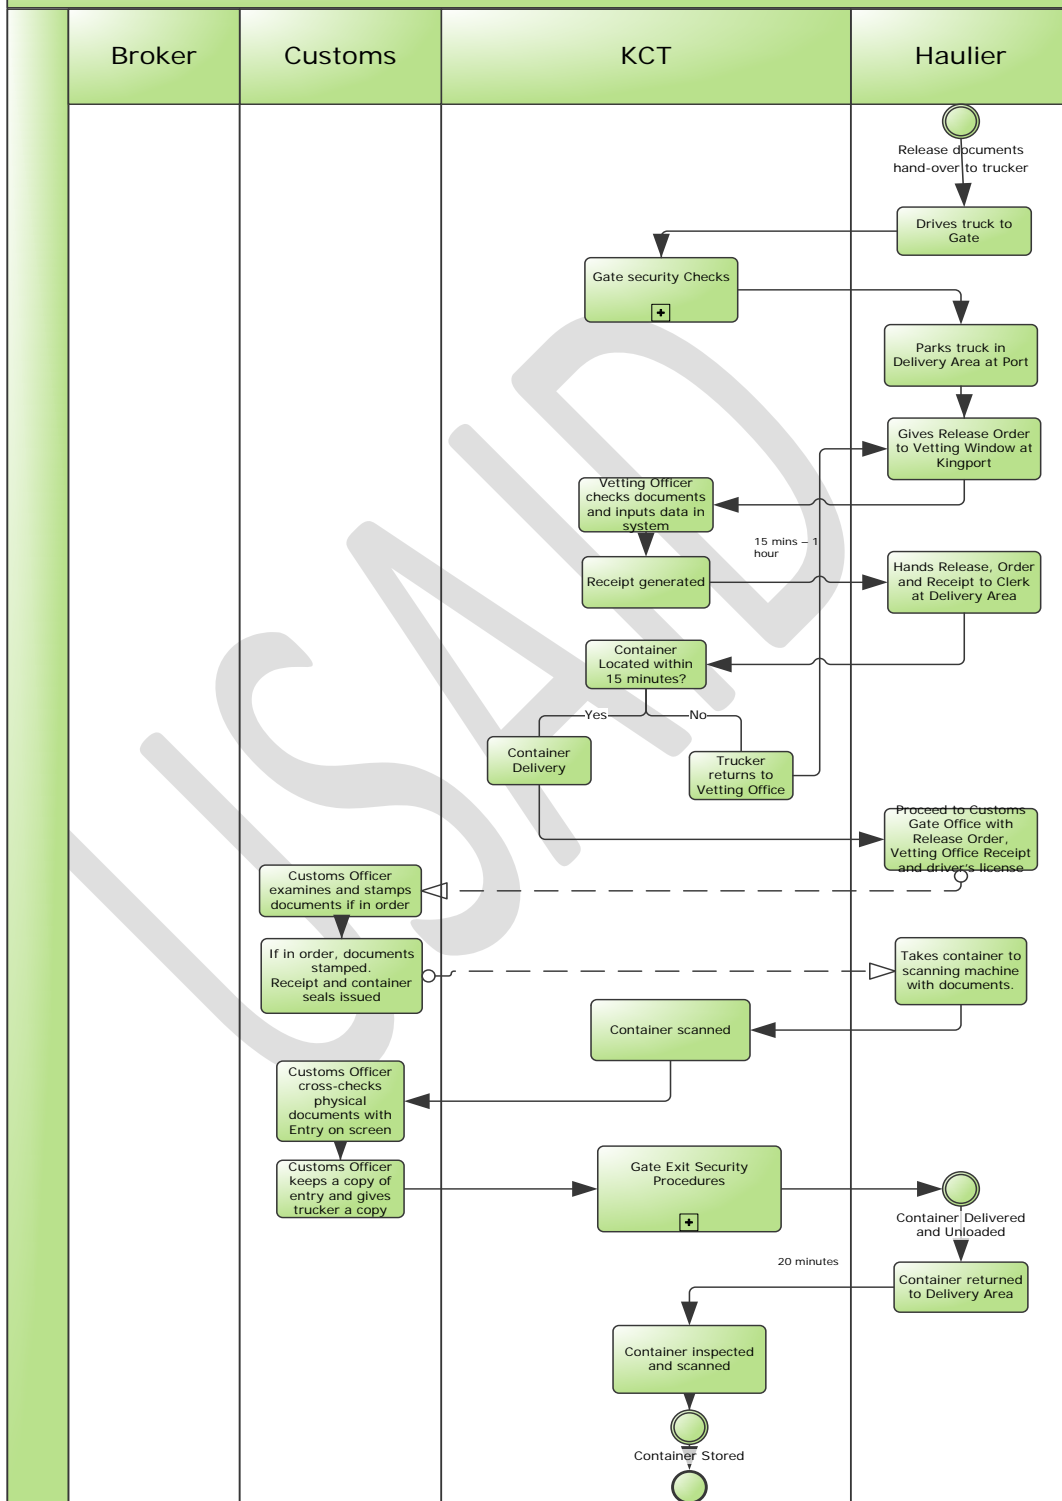 Broker
Customs
KCT
Haulier
Release documents
hand-over to trucker
Drives truck to
Gate
Gate security Checks
Parks truck in
Delivery Area at Port
Gives Release Order
to Vetting Window at
Kingport
Vetting Officer
checks documents
and inputs data in
system
15 mins – 1
hour
Receipt generated
Hands Release, Order
and Receipt to Clerk
at Delivery Area
Container
Located within
15 minutes?
Yes
No
Container
Delivery
Trucker
returns to
Vetting Office
Proceed to Customs
Gate Office with
Release Order,
Vetting Office Receipt
and driver's license
Customs Officer
examines and stamps
documents if in order
If in order, documents
stamped.
Receipt and container
seals issued
Takes container to
scanning machine
with documents.
Container scanned
Customs Officer
cross-checks
physical
documents with
Entry on screen
Customs Officer
keeps a copy of
entry and gives
trucker a copy
Gate Exit Security
Procedures
Container Delivered
and Unloaded
20 minutes
Container returned
to Delivery Area
Container inspected
and scanned
Container Stored
USAID